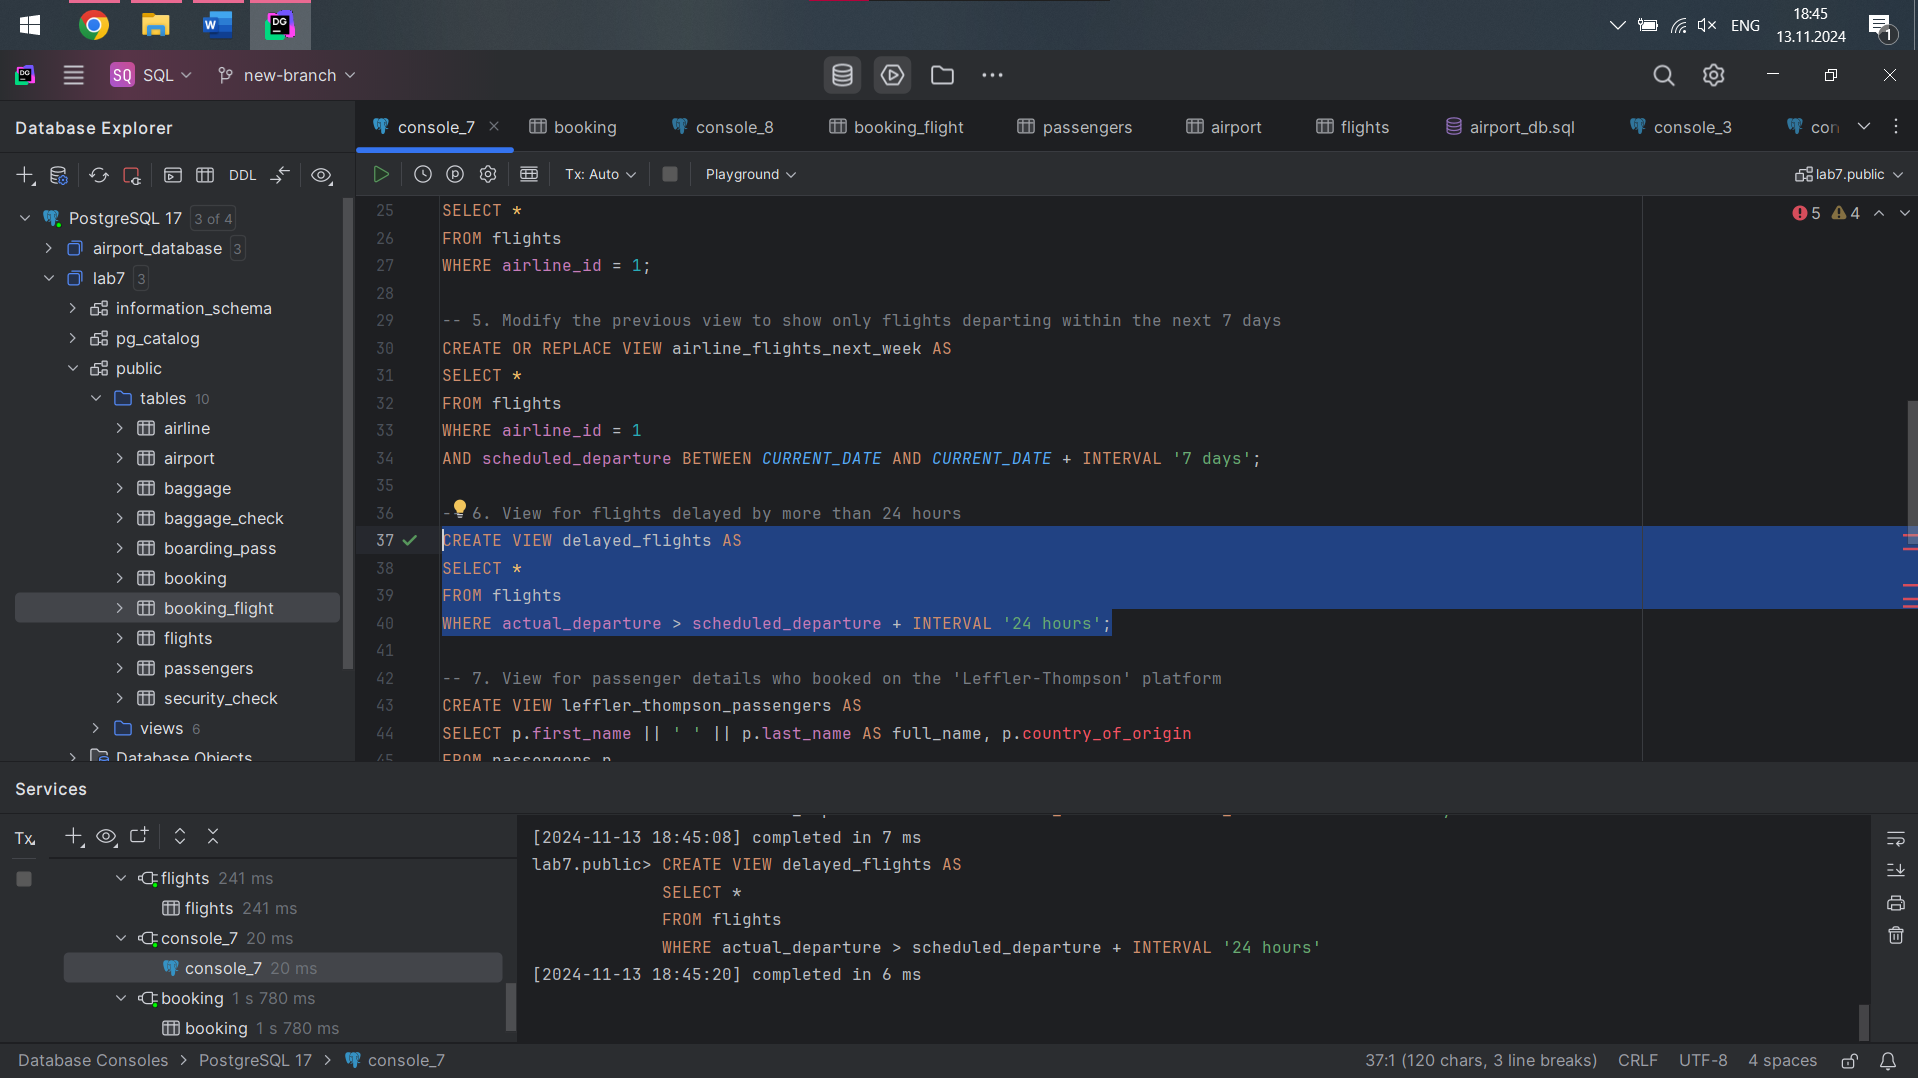 W
DG
ENG
18:45
13.11.2024
1
DG
SQ
SQL
new-branch
Database Explorer
console_7
booking
console_8
booking_flight
passengers
airport
flights
airport_db.sql
console_3
con
DDL
Tx: Auto
Playground
lab7.public
5
4
PostgreSQL 17 3 of 4
airport_database 3
lab7 3
information_schema
pg_catalog
public
tables 10
airline
airport
baggage
baggage_check
boarding_pass
booking
booking_flight
flights
passengers
security_check
views 6
Database Objects
25 SELECT *
26 FROM flights
27 WHERE airline_id = 1;
28
29 -- 5. Modify the previous view to show only flights departing within the next 7 days
30 CREATE OR REPLACE VIEW airline_flights_next_week AS
31 SELECT *
32 FROM flights
33 WHERE airline_id = 1
34 AND scheduled_departure BETWEEN CURRENT_DATE AND CURRENT_DATE + INTERVAL '7 days';
35
36 -- 6. View for flights delayed by more than 24 hours
37 CREATE VIEW delayed_flights AS
38 SELECT *
39 FROM flights
40 WHERE actual_departure > scheduled_departure + INTERVAL '24 hours';
41
42 -- 7. View for passenger details who booked on the 'Leffler-Thompson' platform
43 CREATE VIEW leffler_thompson_passengers AS
44 SELECT p.first_name || ' ' || p.last_name AS full_name, p.country_of_origin
45 FROM passengers p
Services
Tx
flights 241 ms
flights 241 ms
console_7 20 ms
console_7 20 ms
booking 1 s 780 ms
booking 1 s 780 ms
[2024-11-13 18:45:08] completed in 7 ms
lab7.public> CREATE VIEW delayed_flights AS
SELECT *
FROM flights
WHERE actual_departure > scheduled_departure + INTERVAL '24 hours'
[2024-11-13 18:45:20] completed in 6 ms
Database Consoles > PostgreSQL 17 > console_7
37:1 (120 chars, 3 line breaks)
CRLF
UTF-8
4 spaces